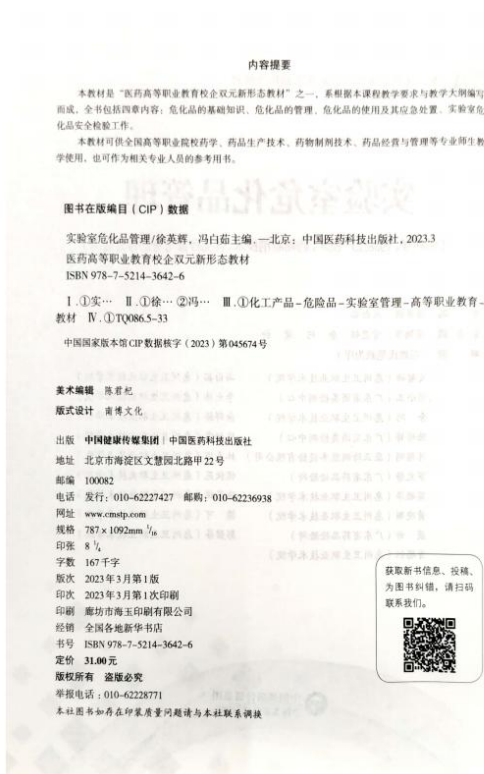 内容提要
本教材是“医药高等职业教育校企双元新形态教材”之一，系根据本课程教学要求与教学大纲编写
而成，全书包括四章内容：危化品的基础知识、危化品的管理、危化品的使用及其应急处置、实验室危
化品安全检验工作。
本教材可供全国高等职业院校药学、药品生产技术、药物制剂技术、药品经营与管理等专业师生教
学使用，也可作为相关专业人员的参考用书。
图书在版编目（CIP）数据
实验室危化品管理/徐英辉，冯白茹主编．—北京：中国医药科技出版社，2023.3
医药高等职业教育校企双元新形态教材
ISBN 978-7-5214-3642-6
Ⅰ.①实… Ⅱ.①徐… ②冯… Ⅲ.①化工产品-危险品-实验室管理-高等职业教育-
教材 Ⅳ.①TQ086.5-33
中国国家版本馆CIP数据核字（2023）第045674号
美术编辑 陈君杞
版式设计 南博文化
出版 中国健康传媒集团 | 中国医药科技出版社
地址 北京市海淀区文慧园北路甲22号
邮编 100082
电话 发行：010-62227427 邮购：010-62236938
网址 www.cmstp.com
规格 787×1092mm 1/16
印张 8 1/4
字数 167千字
版次 2023年3月第1版
印次 2023年3月第1次印刷
印刷 廊坊市海玉印刷有限公司
经销 全国各地新华书店
书号 ISBN 978-7-5214-3642-6
定价 31.00元
版权所有 盗版必究
举报电话：010-62228771
本社图书如存在印装质量问题请与本社联系调换
获取新书信息、投稿、
为图书纠错，请扫码
联系我们。